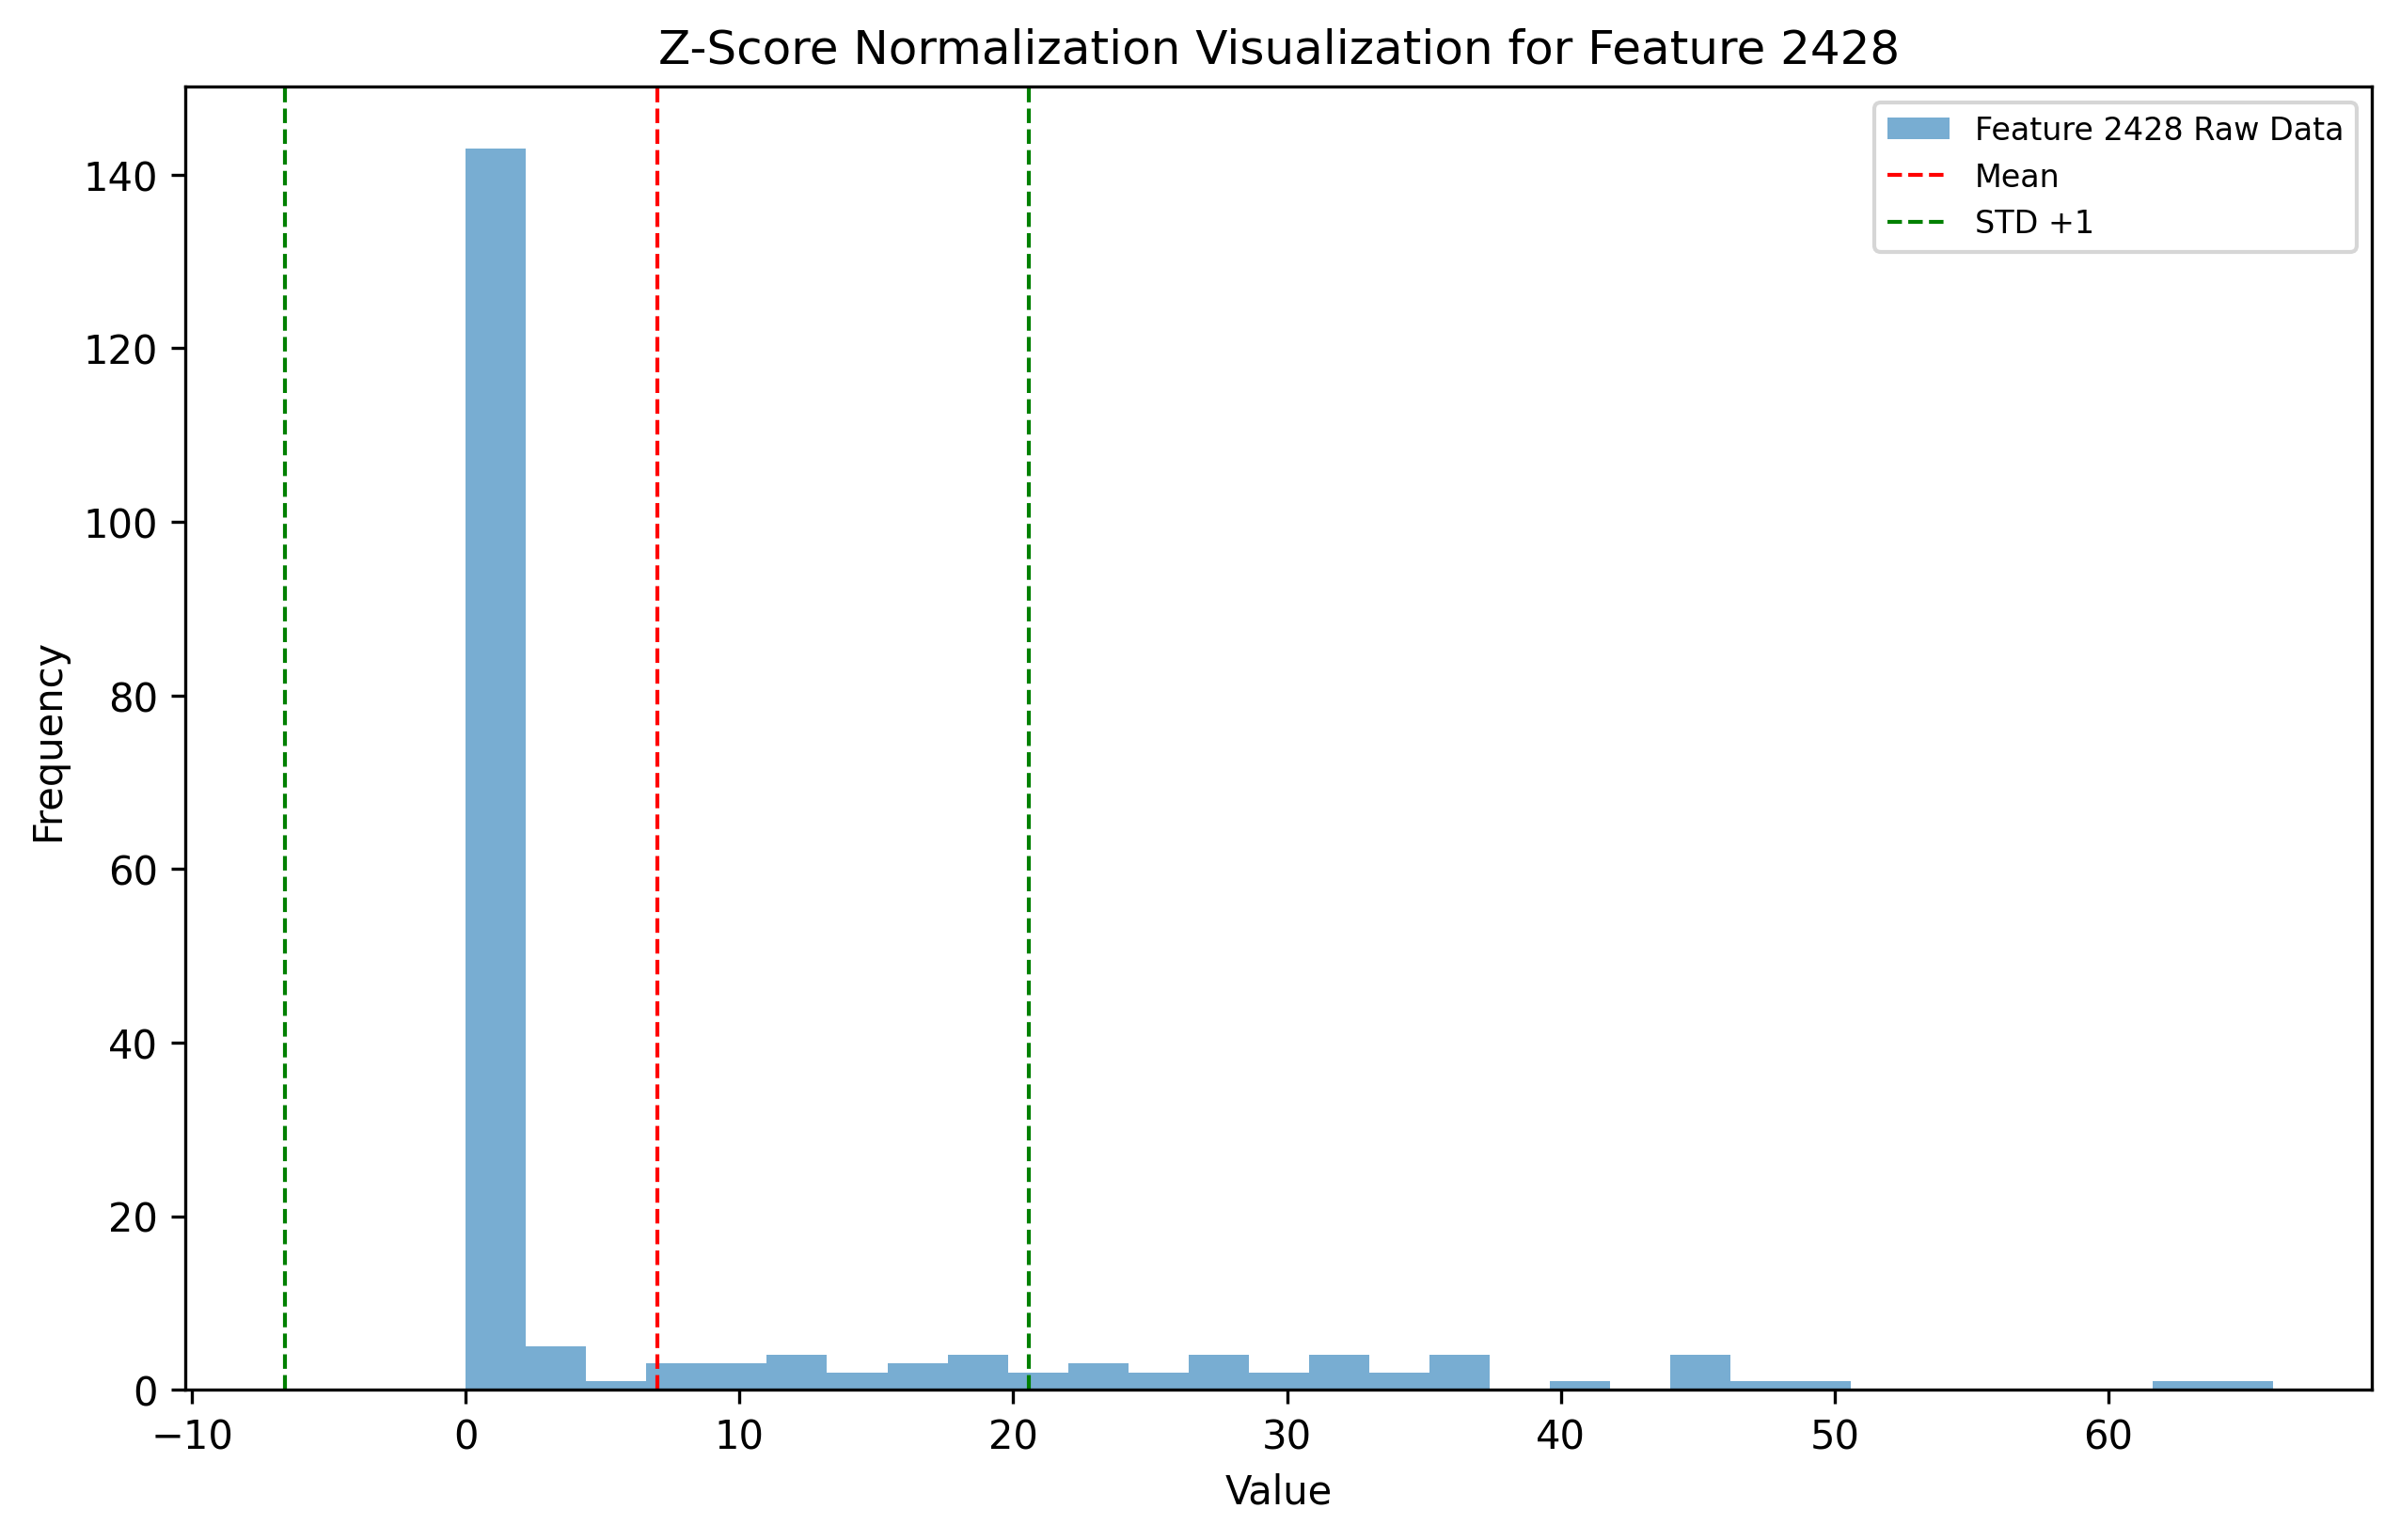 Z-Score Normalization Visualization for Feature 2428
Feature 2428 Raw Data
Mean
STD +1
140
120
100
80
60
40
20
0
Frequency
−10 0 10 20 30 40 50 60
Value